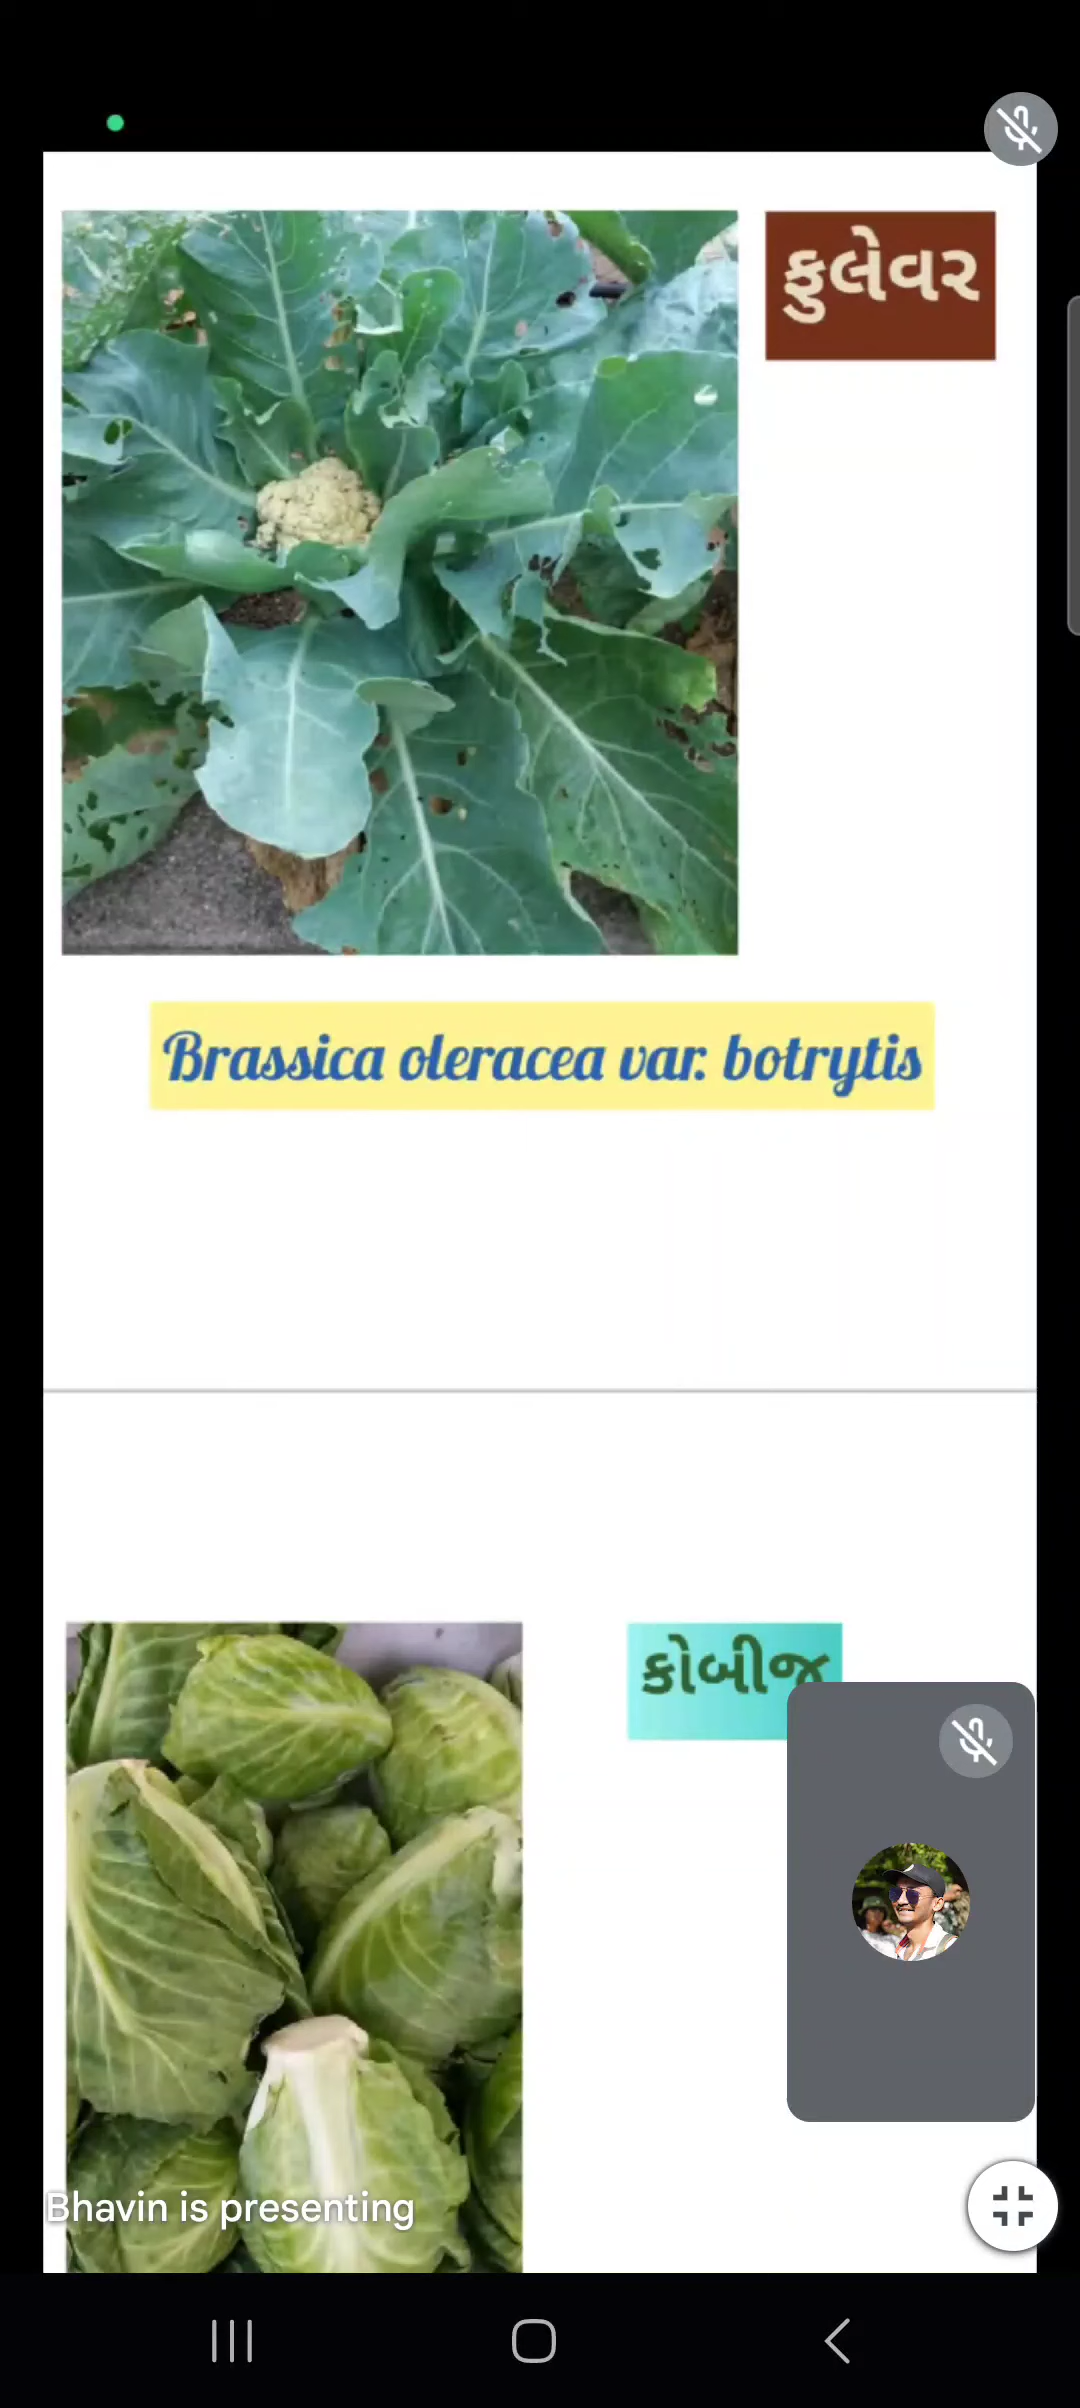 ફુલેવર
Brassica oleracea var. botrytis
કોબીજ
Bhavin is presenting